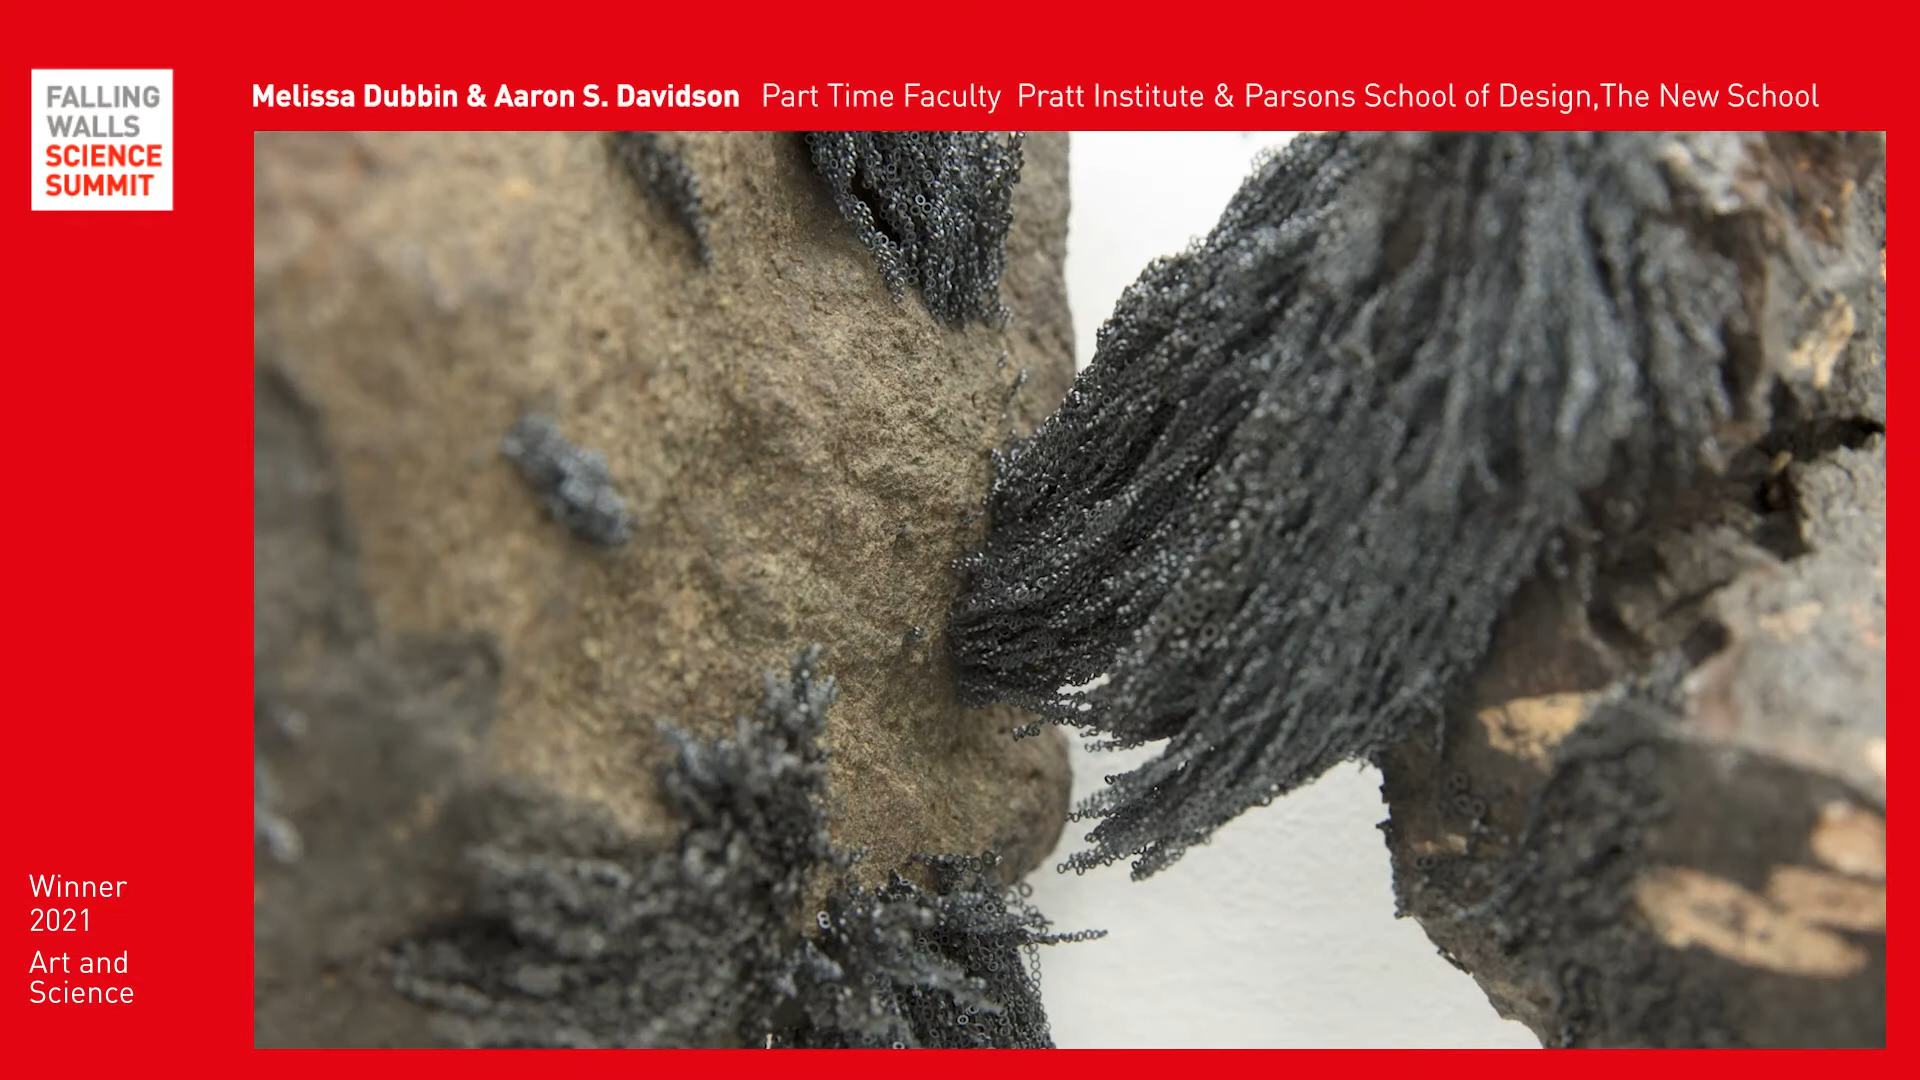 FALLING
WALLS
SCIENCE
SUMMIT
Melissa Dubbin & Aaron S. Davidson Part Time Faculty Pratt Institute & Parsons School of Design,The New School
Winner
2021
Art and
Science